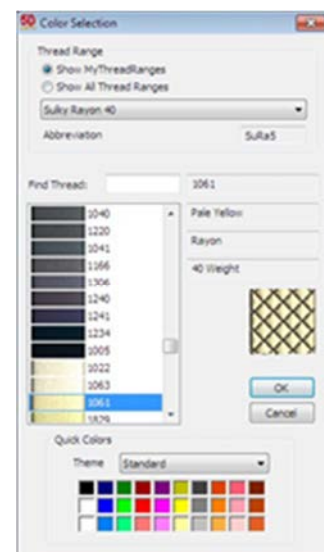 5D Color Selection
Thread Range
Show MyThreadRanges
Show All Thread Ranges
Sulky Rayon 40
Abbreviation SuRa5
Find Thread: 1061
Pale Yellow
Rayon
40 Weight
1040
1220
1041
1166
1306
1240
1241
1234
1005
1022
1063
1061
1829
OK
Cancel
Quick Colors
Theme Standard